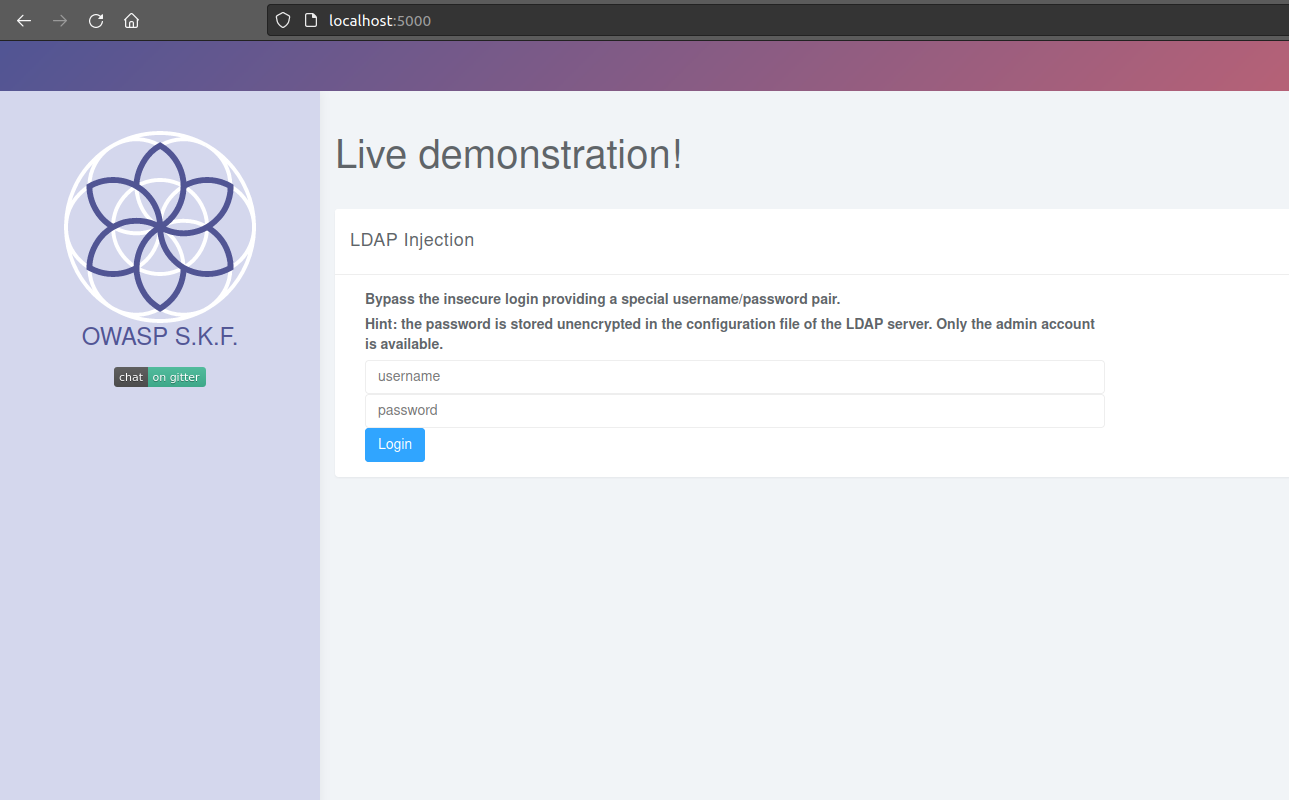 localhost:5000
Live demonstration!
LDAP Injection
Bypass the insecure login providing a special username/password pair.
Hint: the password is stored unencrypted in the configuration file of the LDAP server. Only the admin account
is available.
username
password
Login
OWASP S.K.F.
chat on gitter